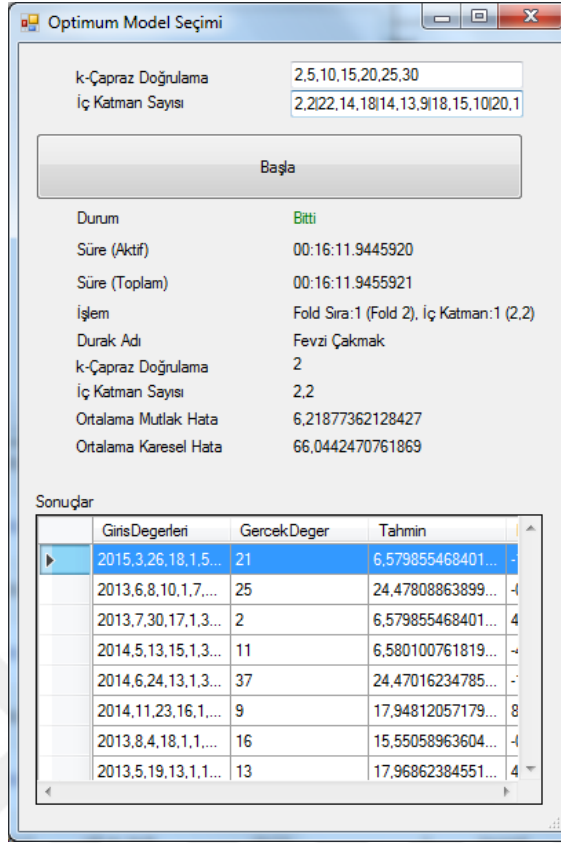 Optimum Model Seçimi
k-Çapraz Doğrulama 2,5,10,15,20,25,30
İç Katman Sayısı 2,2|22,14,18|14,13,9|18,15,10|20,1
Başla
Durum Bitti
Süre (Aktif) 00:16:11.9445920
Süre (Toplam) 00:16:11.9455921
İşlem Fold Sıra:1 (Fold 2), İç Katman:1 (2,2)
Durak Adı Fevzi Çakmak
k-Çapraz Doğrulama 2
İç Katman Sayısı 2,2
Ortalama Mutlak Hata 6,21877362128427
Ortalama Karesel Hata 66,0442470761869
Sonuçlar
GirisDegerleri GercekDeger Tahmin
2015,3,26,18,1,5... 21 6,579855468401...
2013,6,8,10,1,7,... 25 24,47808863899...
2013,7,30,17,1,3... 2 6,579855468401... 4
2014,5,13,15,1,3... 11 6,580100761819...
2014,6,24,13,1,3... 37 24,47016234785...
2014,11,23,16,1,... 9 17,94812057179... 8
2013,8,4,18,1,1,... 16 15,55058963604...
2013,5,19,13,1,1... 13 17,96862384551... 4